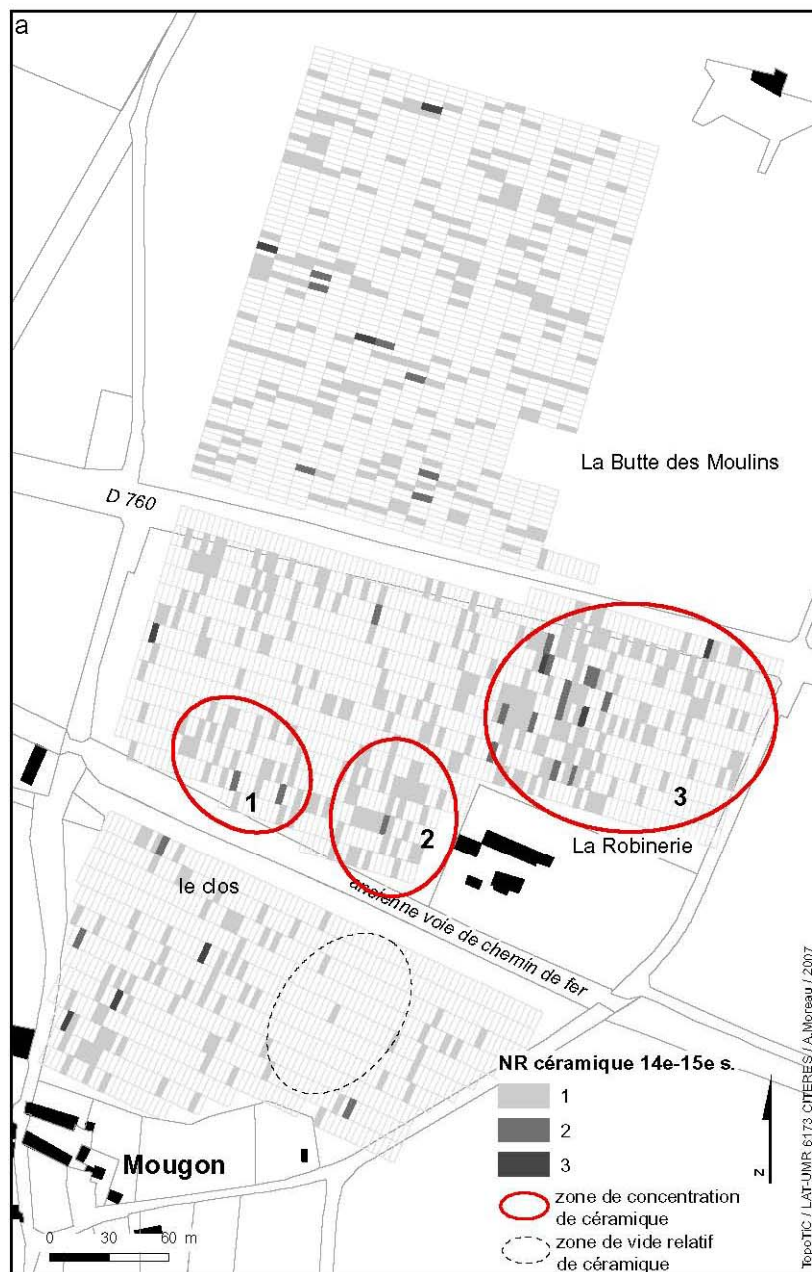 a
La Butte des Moulins
D 760
1
2
3
La Robinerie
le clos
ancienne voie de chemin de fer
Mougon
0 30 60 m
NR céramique 14e-15e s.
1
2
3
zone de concentration
de céramique
zone de vide relatif
de céramique
N
TopoTIC / LAT-UMR 6173 CITERES / A.Moreau / 2007